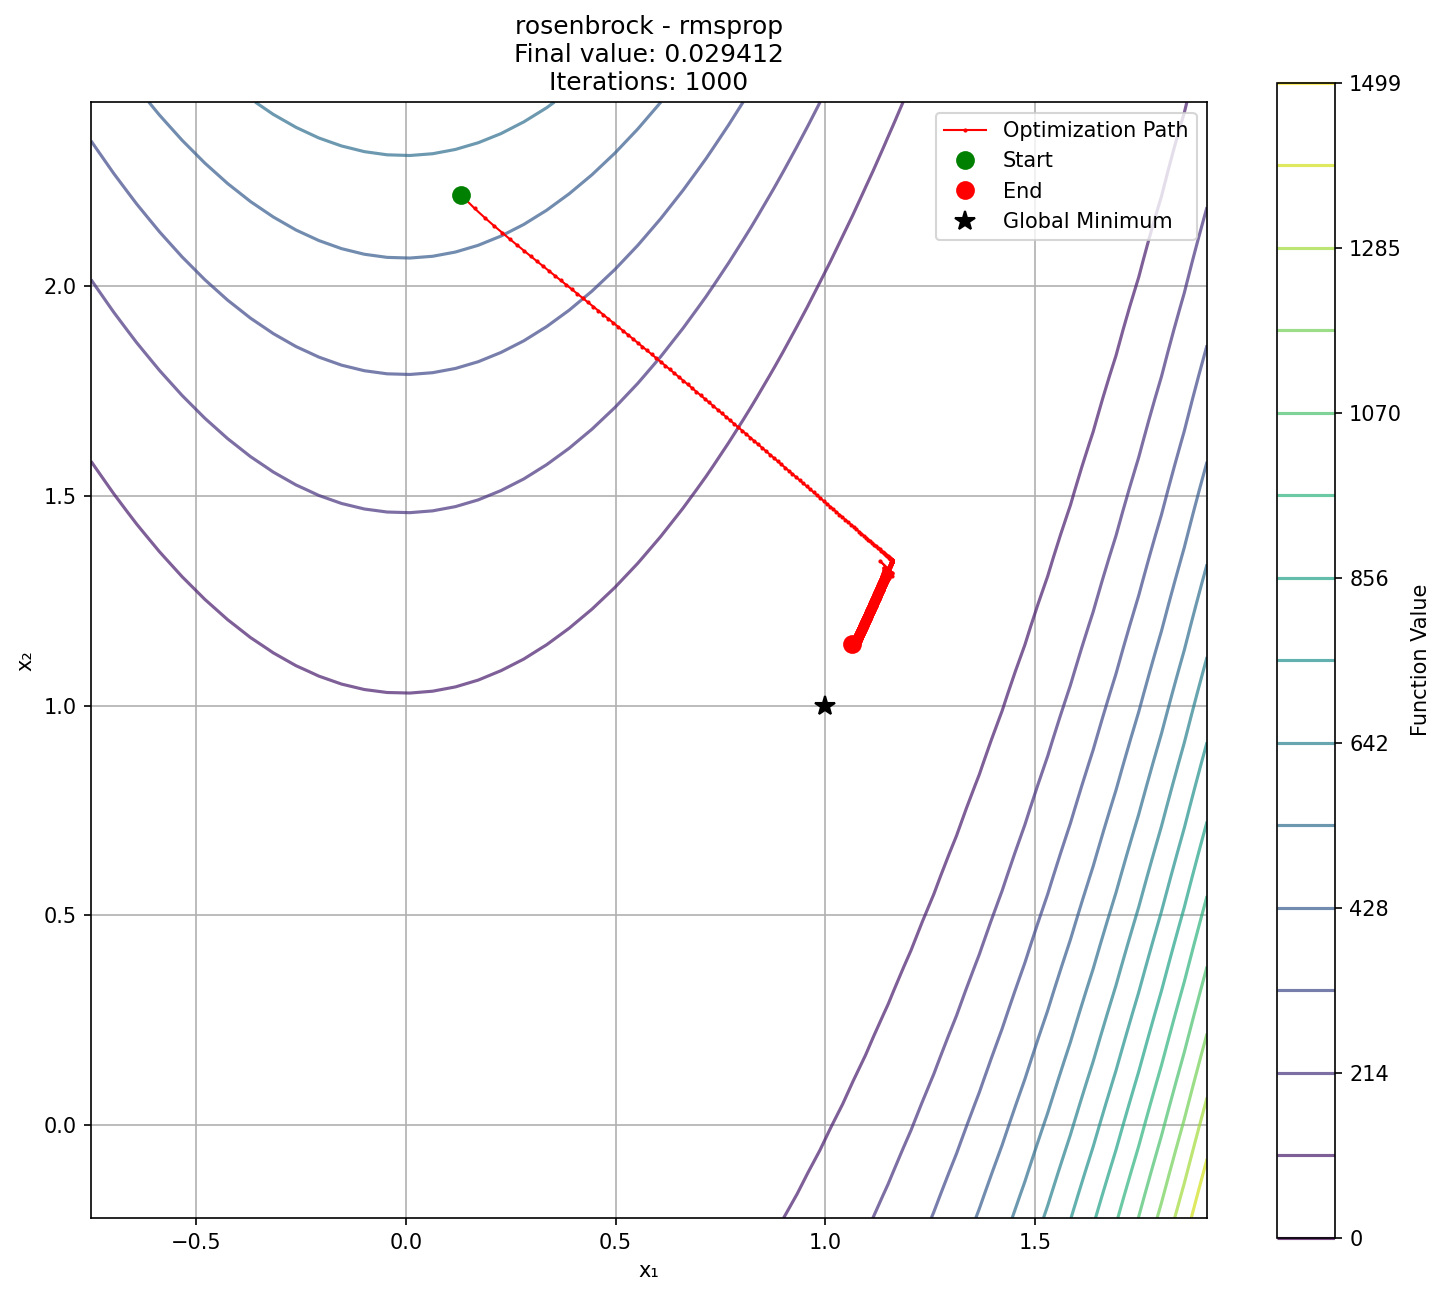 rosenbrock - rmsprop
Final value: 0.029412
Iterations: 1000
Optimization Path
Start
End
Global Minimum
2.0
1.5
1.0
0.5
0.0
x₂
−0.5
0.0
0.5
1.0
1.5
x₁
1499
1285
1070
856
642
428
214
0
Function Value